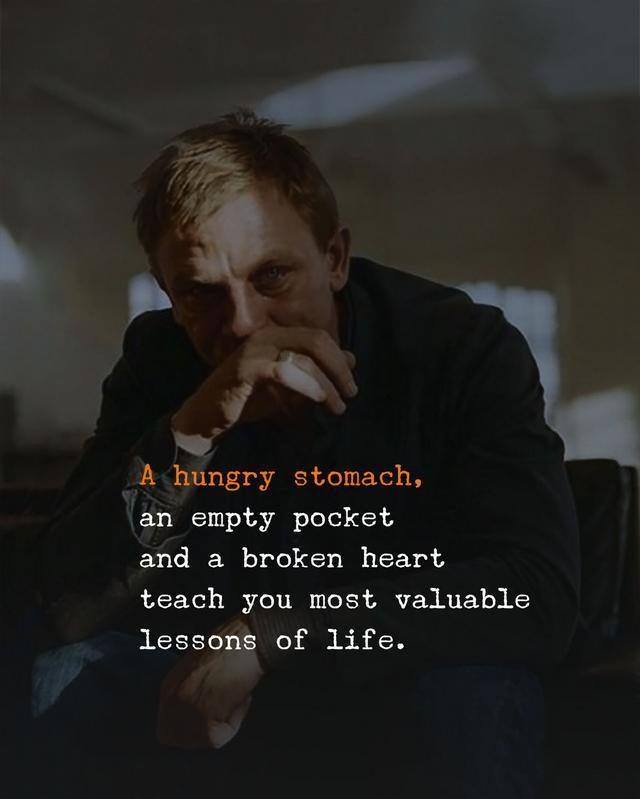 A hungry stomach,
an empty pocket
and a broken heart
teach you most valuable
lessons of life.